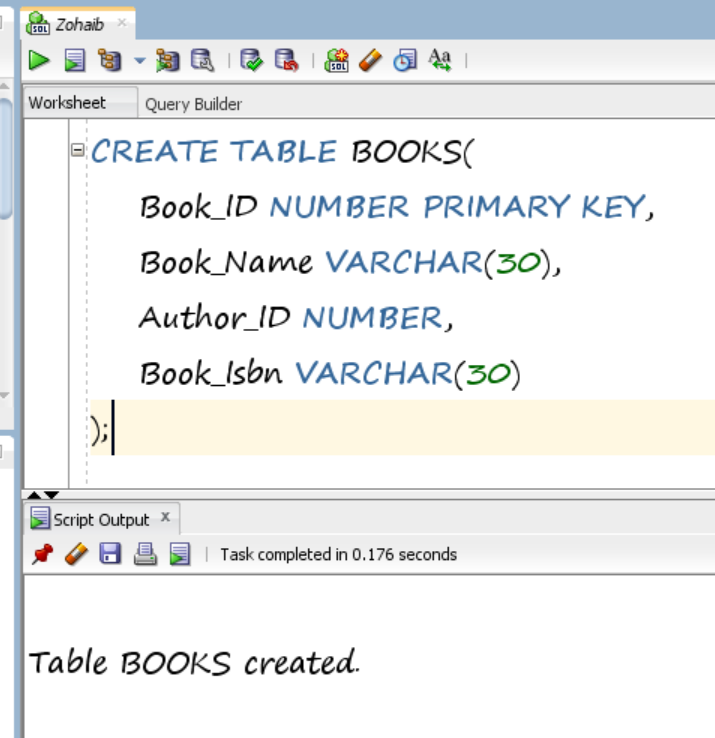 Zohaib
Worksheet Query Builder
CREATE TABLE BOOKS(
Book_ID NUMBER PRIMARY KEY,
Book_Name VARCHAR(30),
Author_ID NUMBER,
Book_Isbn VARCHAR(30)
);
Script Output
Task completed in 0.176 seconds
Table BOOKS created.